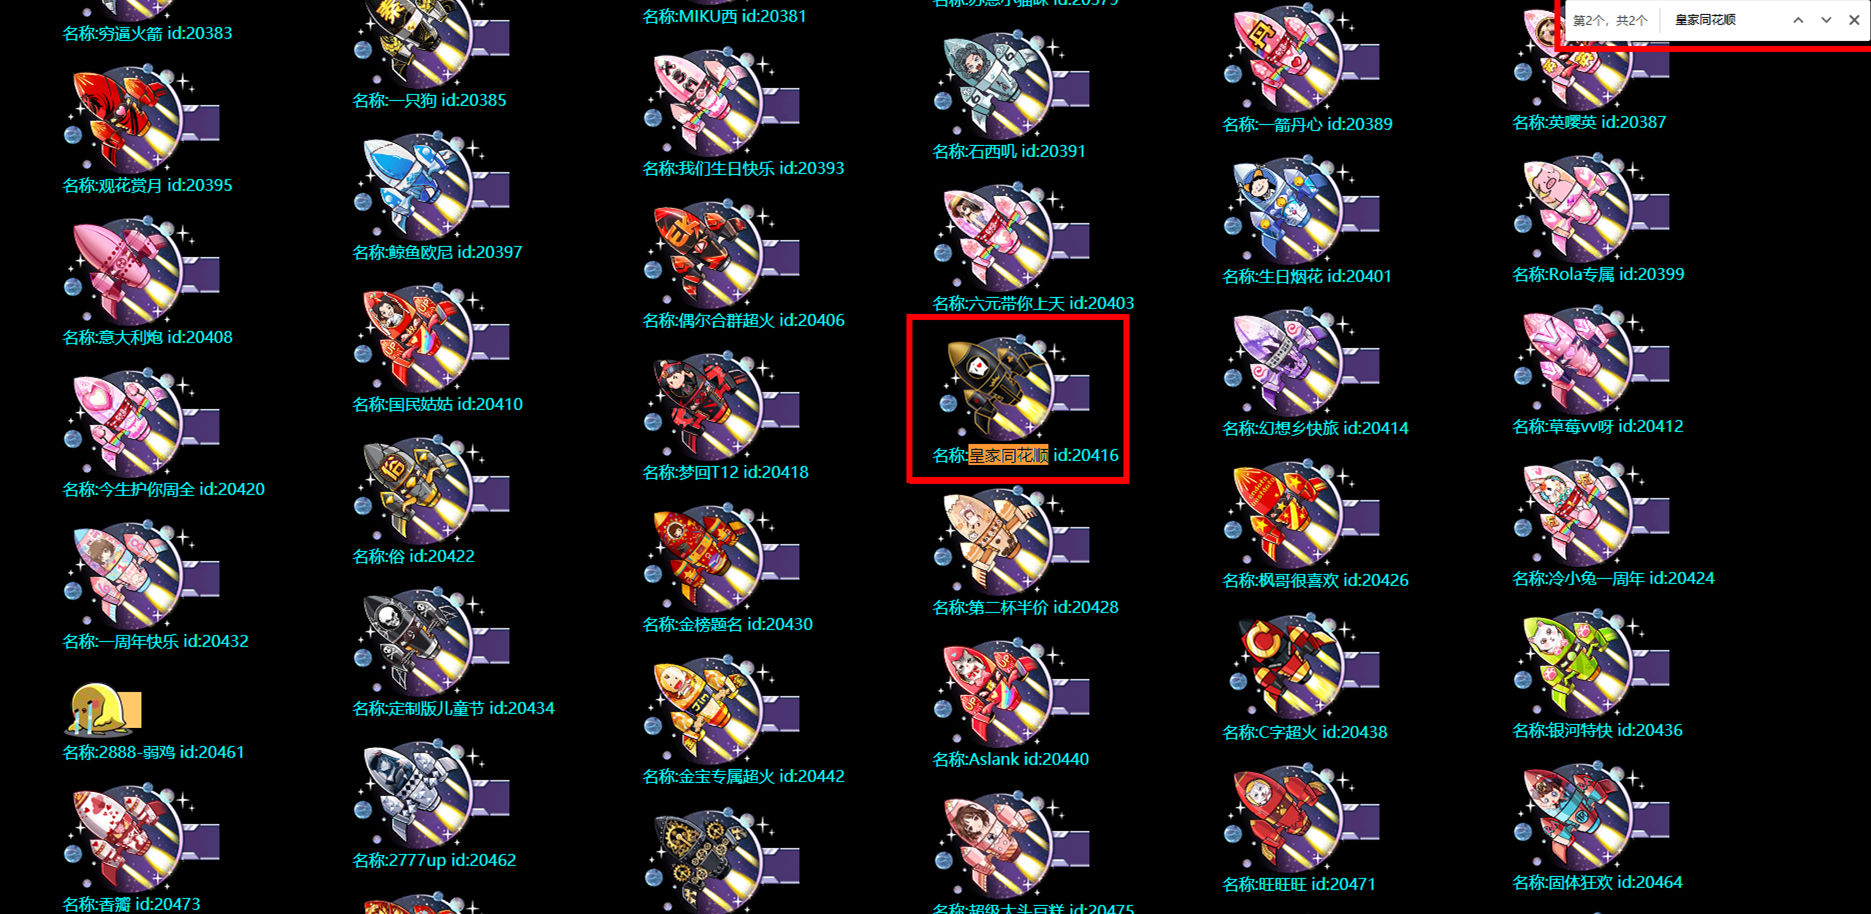 第2个，共2个 皇家同花顺
名称:穷逼火箭 id:20383
名称:一只狗 id:20385
名称:MIKU西 id:20381
名称:一箭丹心 id:20389
名称:英嘤英 id:20387
名称:观花赏月 id:20395
名称:鲸鱼欧尼 id:20397
名称:我们生日快乐 id:20393
名称:石西叽 id:20391
名称:生日烟花 id:20401
名称:Rola专属 id:20399
名称:意大利炮 id:20408
名称:国民姑姑 id:20410
名称:偶尔合群超火 id:20406
名称:六元带你上天 id:20403
名称:幻想乡快旅 id:20414
名称:草莓vv呀 id:20412
名称:今生护你周全 id:20420
名称:俗 id:20422
名称:梦回T12 id:20418
名称:皇家同花顺 id:20416
名称:枫哥很喜欢 id:20426
名称:冷小兔一周年 id:20424
名称:一周年快乐 id:20432
名称:定制版儿童节 id:20434
名称:金榜题名 id:20430
名称:第二杯半价 id:20428
名称:C字超火 id:20438
名称:银河特快 id:20436
名称:2888-弱鸡 id:20461
名称:2777up id:20462
名称:金宝专属超火 id:20442
名称:Aslank id:20440
名称:旺旺旺 id:20471
名称:固体狂欢 id:20464
名称:香瓣 id:20473
名称:超级大头豆糕 id:20475